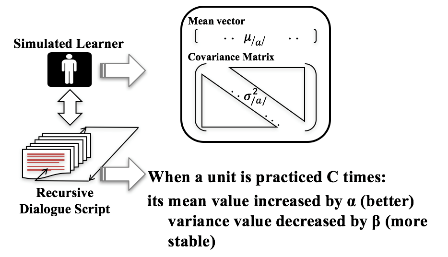 Mean vector
[ ·· μ/a/ ·· ]
Simulated Learner
Covariance Matrix
·· σ²/a/ ··
Recursive
Dialogue Script
When a unit is practiced C times:
its mean value increased by α (better)
variance value decreased by β (more
stable)